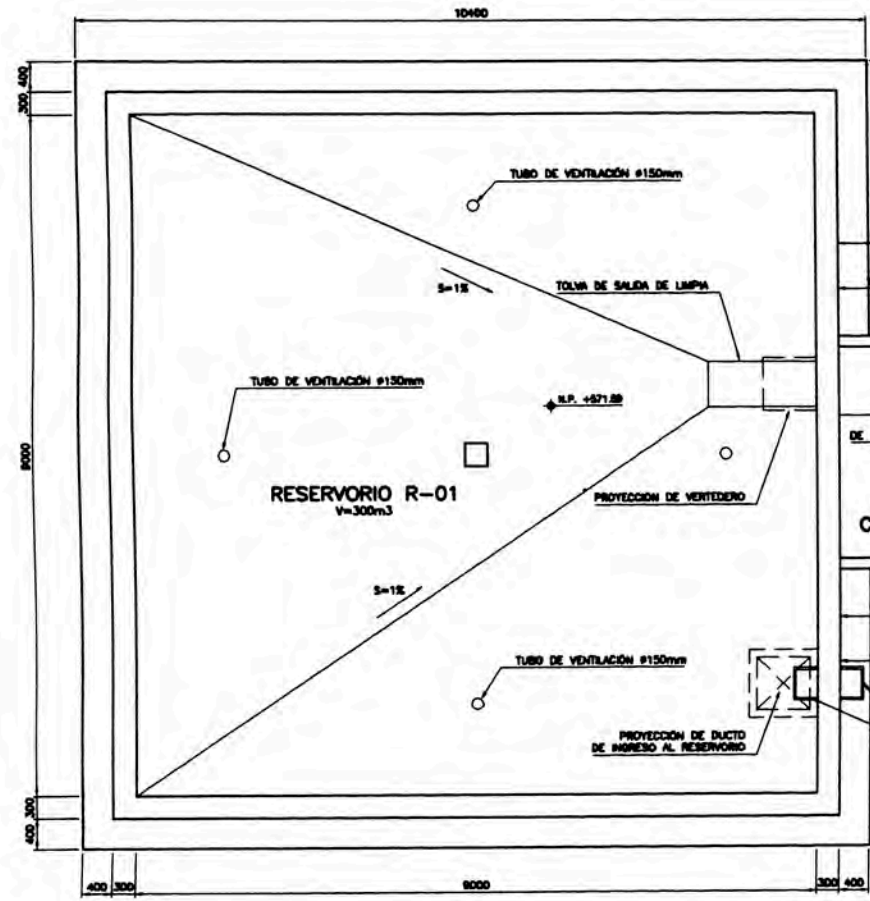 10400
400
300
TUBO DE VENTILACIÓN ø150mm
S=1%
TOLVA DE SALIDA DE LIMPIA
TUBO DE VENTILACIÓN ø150mm
N.P. +571.89
DE
9000
RESERVORIO R-01
V=300m3
PROYECCION DE VERTEDERO
C
S=1%
TUBO DE VENTILACIÓN ø150mm
PROYECCIÓN DE DUCTO
DE INGRESO AL RESERVORIO
300
400
400 300 9000 300 400